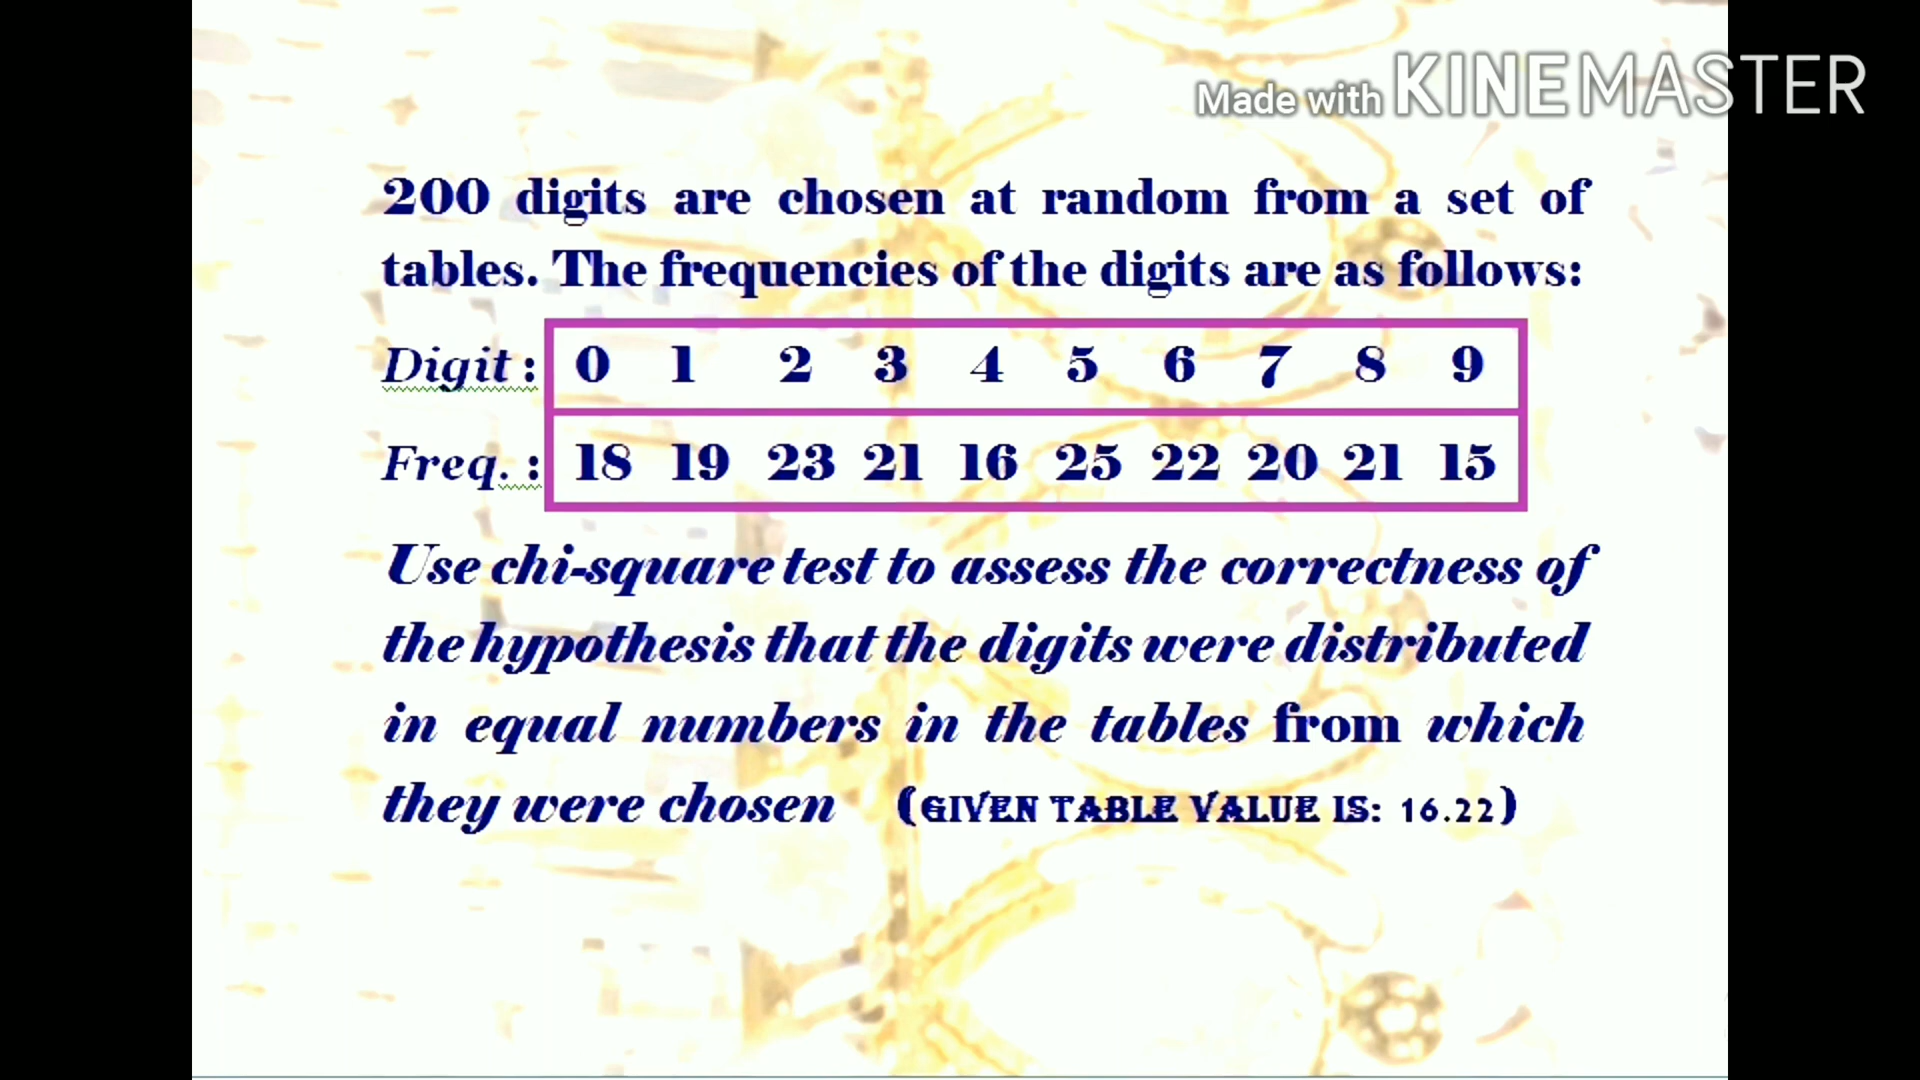 Made with KINEMASTER
200 digits are chosen at random from a set of
tables. The frequencies of the digits are as follows:
Digit : 0 1 2 3 4 5 6 7 8 9
Freq. : 18 19 23 21 16 25 22 20 21 15
Use chi-square test to assess the correctness of
the hypothesis that the digits were distributed
in equal numbers in the tables from which
they were chosen (GIVEN TABLE VALUE IS: 16.22)